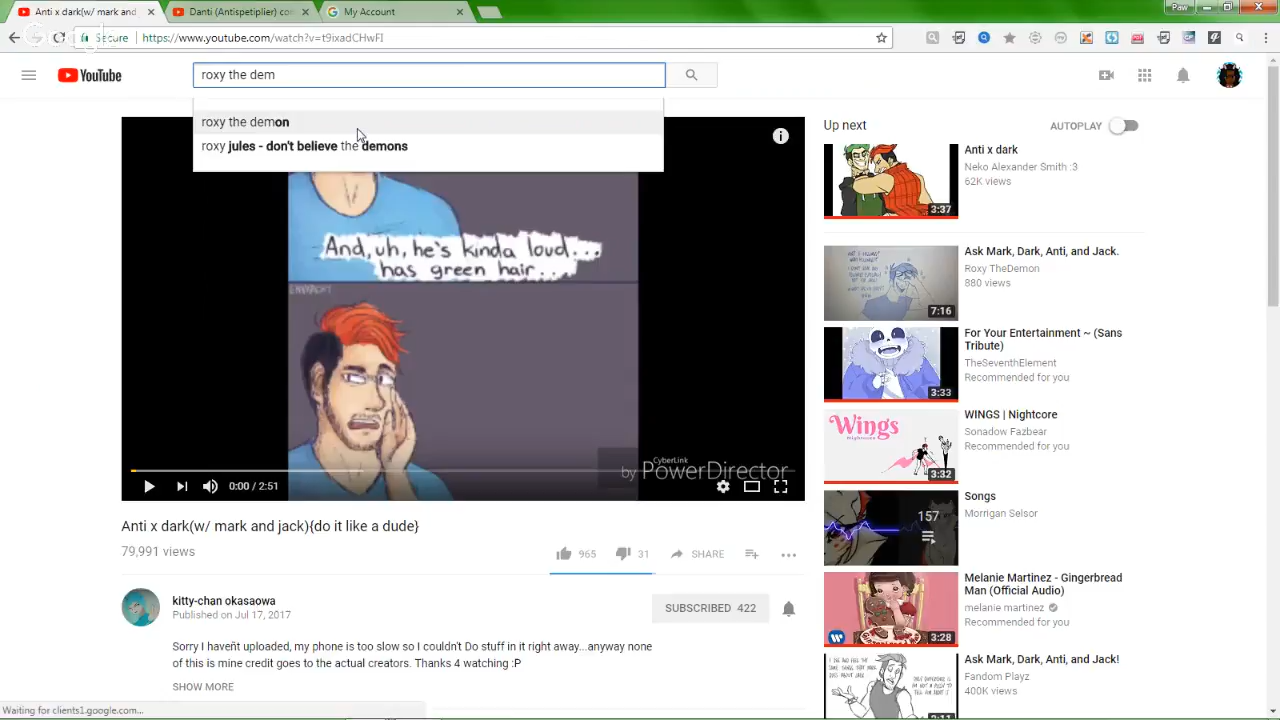 Anti x dark(w/ mark and
Danti (Antispetiplier) co
My Account
Paw
Secure
https://www.youtube.com/watch?v=t9ixadCHwFI
YouTube
roxy the dem
roxy the demon
roxy jules - don't believe the demons
And, uh, he's kinda loud...
has green hair...
CyberLink
by PowerDirector
/ 2:51
Anti x dark(w/ mark and jack){do it like a dude}
79,991 views
965
31
SHARE
kitty-chan okasaowa
Published on Jul 17, 2017
SUBSCRIBED 422
Sorry I haven't uploaded, my phone is too slow so I couldn't Do stuff in it right away...anyway none
of this is mine credit goes to the actual creators. Thanks 4 watching :P
SHOW MORE
Waiting for clients1.google.com...
Up next
AUTOPLAY
Anti x dark
Neko Alexander Smith :3
62K views
3:37
Ask Mark, Dark, Anti, and Jack.
Roxy TheDemon
880 views
7:16
For Your Entertainment ~ (Sans
Tribute)
TheSeventhElement
Recommended for you
3:33
WINGS | Nightcore
Sonadow Fazbear
Recommended for you
Wings
Nightcore
3:32
Songs
Morrigan Selsor
157
Melanie Martinez - Gingerbread
Man (Official Audio)
melanie martinez
Recommended for you
3:28
Ask Mark, Dark, Anti, and Jack!
Fandom Playz
400K views